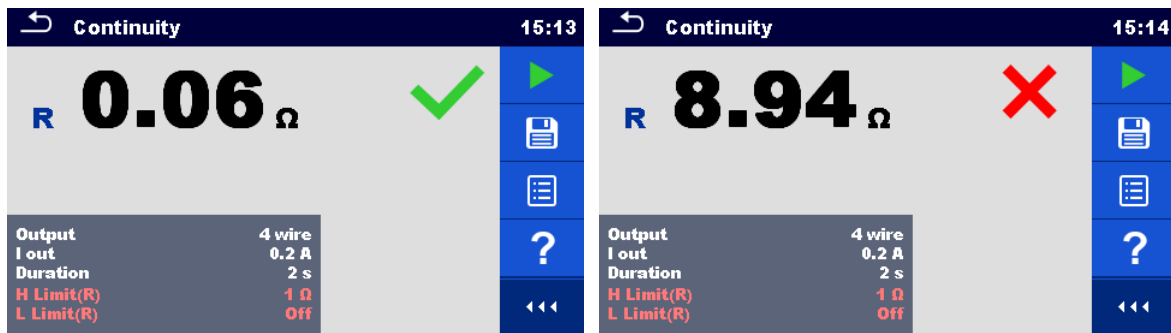 Continuity 15:13
R 0.06 Ω
Output 4 wire
I out 0.2 A
Duration 2 s
H Limit(R) 1 Ω
L Limit(R) Off
?
Continuity 15:14
R 8.94 Ω
Output 4 wire
I out 0.2 A
Duration 2 s
H Limit(R) 1 Ω
L Limit(R) Off
?